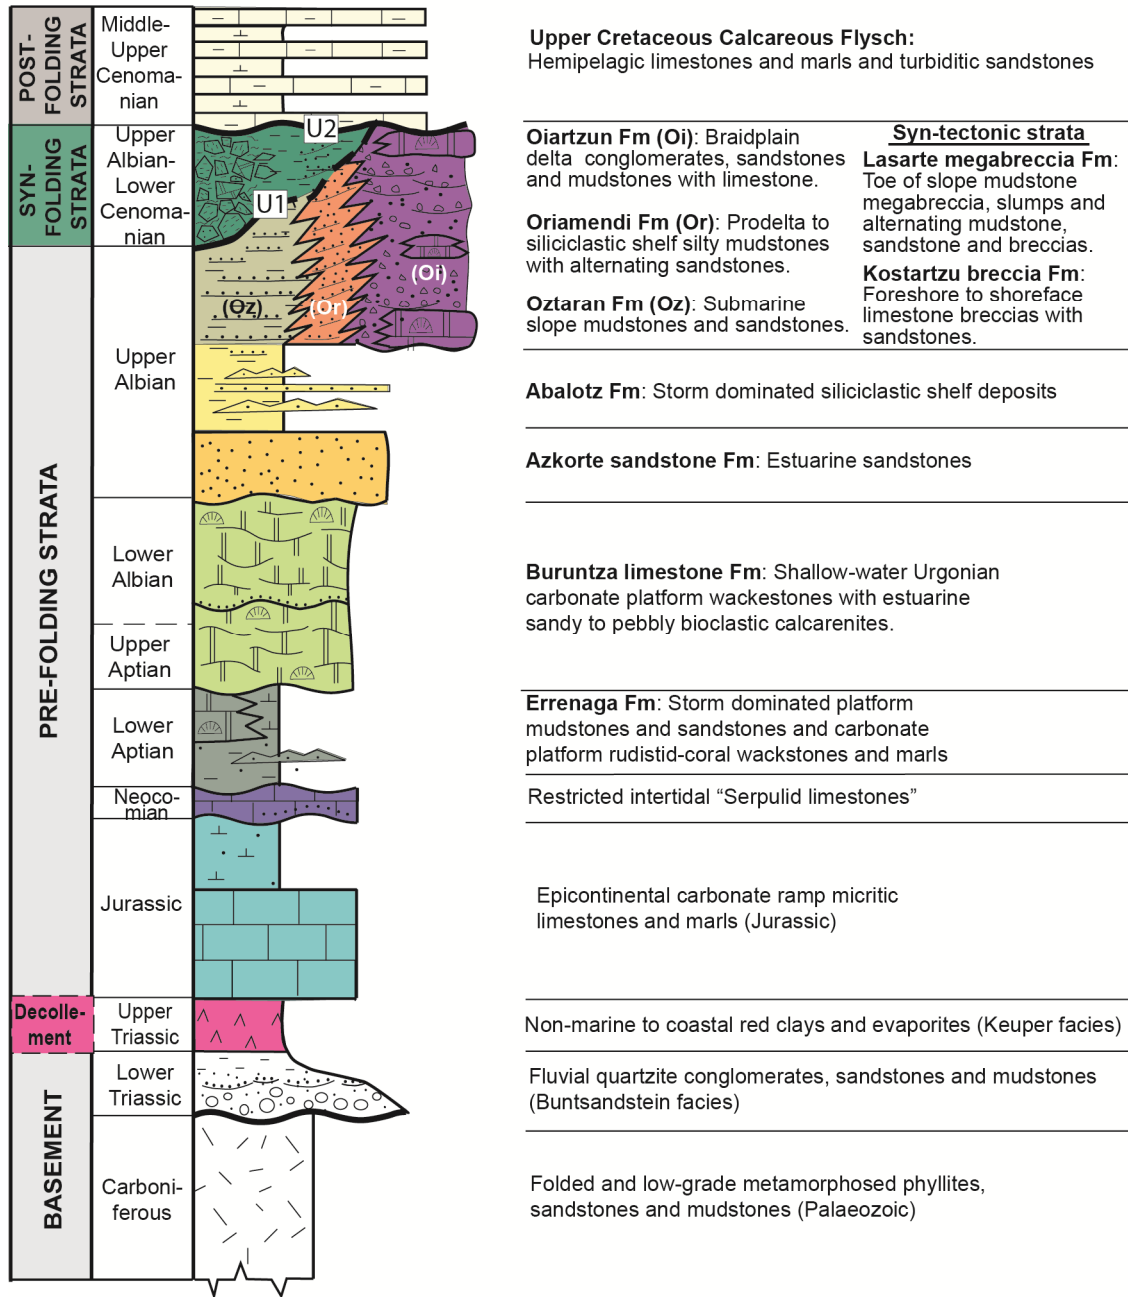 POST-
FOLDING
STRATA
Middle-
Upper
Cenoma-
nian
Upper Cretaceous Calcareous Flysch:
Hemipelagic limestones and marls and turbiditic sandstones
SYN-
FOLDING
STRATA
Upper
Albian-
Lower
Cenoma-
nian
U2
U1
(Oz)
(Or)
(Oi)
Oiartzun Fm (Oi): Braidplain
delta conglomerates, sandstones
and mudstones with limestone.
Oriamendi Fm (Or): Prodelta to
siliciclastic shelf silty mudstones
with alternating sandstones.
Oztaran Fm (Oz): Submarine
slope mudstones and sandstones.
Syn-tectonic strata
Lasarte megabreccia Fm:
Toe of slope mudstone
megabreccia, slumps and
alternating mudstone,
sandstone and breccias.
Kostartzu breccia Fm:
Foreshore to shoreface
limestone breccias with
sandstones.
PRE-FOLDING STRATA
Upper
Albian
Abalotz Fm: Storm dominated siliciclastic shelf deposits
Azkorte sandstone Fm: Estuarine sandstones
Lower
Albian
Upper
Aptian
Buruntza limestone Fm: Shallow-water Urgonian
carbonate platform wackestones with estuarine
sandy to pebbly bioclastic calcarenites.
Lower
Aptian
Errenaga Fm: Storm dominated platform
mudstones and sandstones and carbonate
platform rudistid-coral wackstones and marls
Neoco-
mian
Restricted intertidal “Serpulid limestones”
Jurassic
Epicontinental carbonate ramp micritic
limestones and marls (Jurassic)
Decolle-
ment
Upper
Triassic
Non-marine to coastal red clays and evaporites (Keuper facies)
BASEMENT
Lower
Triassic
Fluvial quartzite conglomerates, sandstones and mudstones
(Buntsandstein facies)
Carboni-
ferous
Folded and low-grade metamorphosed phyllites,
sandstones and mudstones (Palaeozoic)